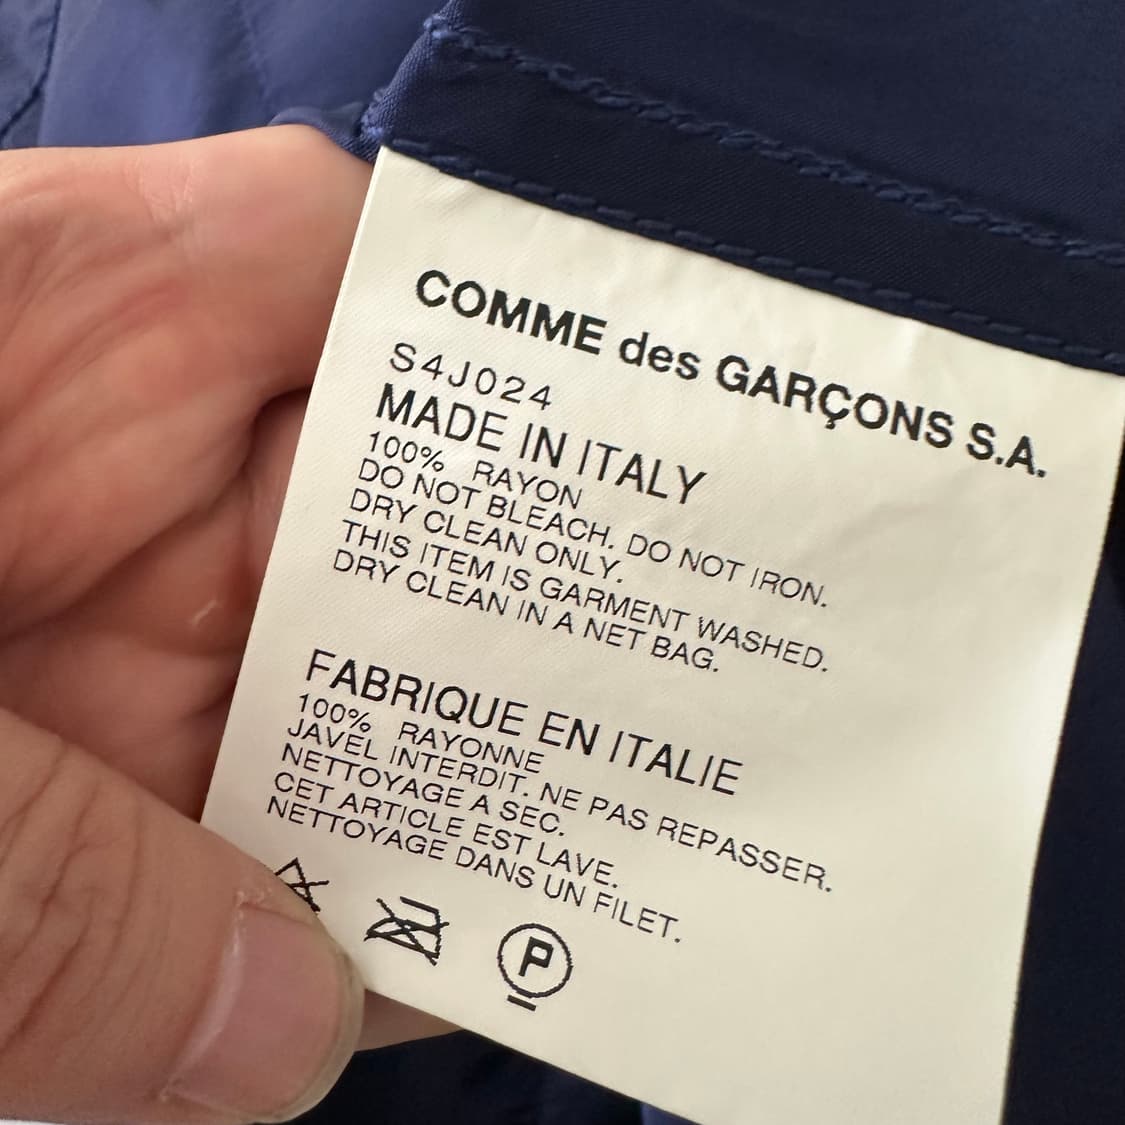 COMME des GARÇONS S.A.
S4J024
MADE IN ITALY
100% RAYON
DO NOT BLEACH. DO NOT IRON.
DRY CLEAN ONLY.
THIS ITEM IS GARMENT WASHED.
DRY CLEAN IN A NET BAG.
FABRIQUE EN ITALIE
100% RAYONNE
JAVEL INTERDIT. NE PAS REPASSER.
NETTOYAGE A SEC.
CET ARTICLE EST LAVE.
NETTOYAGE DANS UN FILET.
P